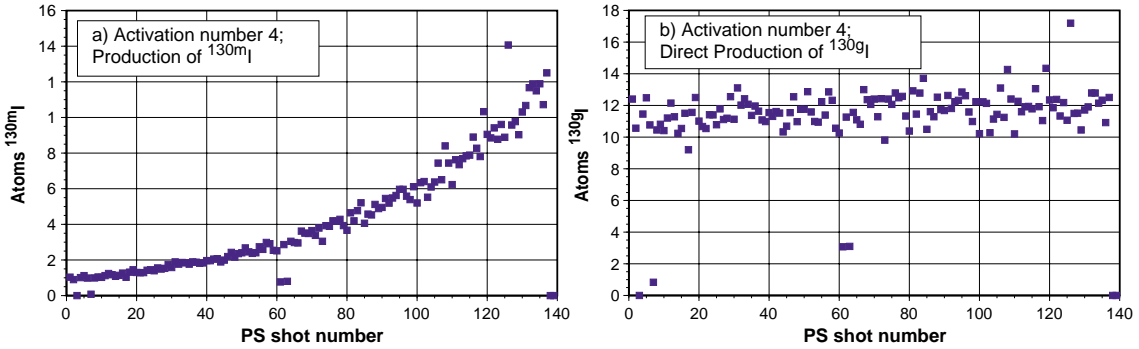 a) Activation number 4;
Production of ¹³⁰ᵐI
Atoms ¹³⁰ᵐI
16
14
1
1
8
6
4
2
0
0 20 40 60 80 100 120 140
PS shot number
b) Activation number 4;
Direct Production of ¹³⁰ᵍI
Atoms ¹³⁰ᵍI
18
16
14
12
10
8
6
4
2
0
0 20 40 60 80 100 120 140
PS shot number